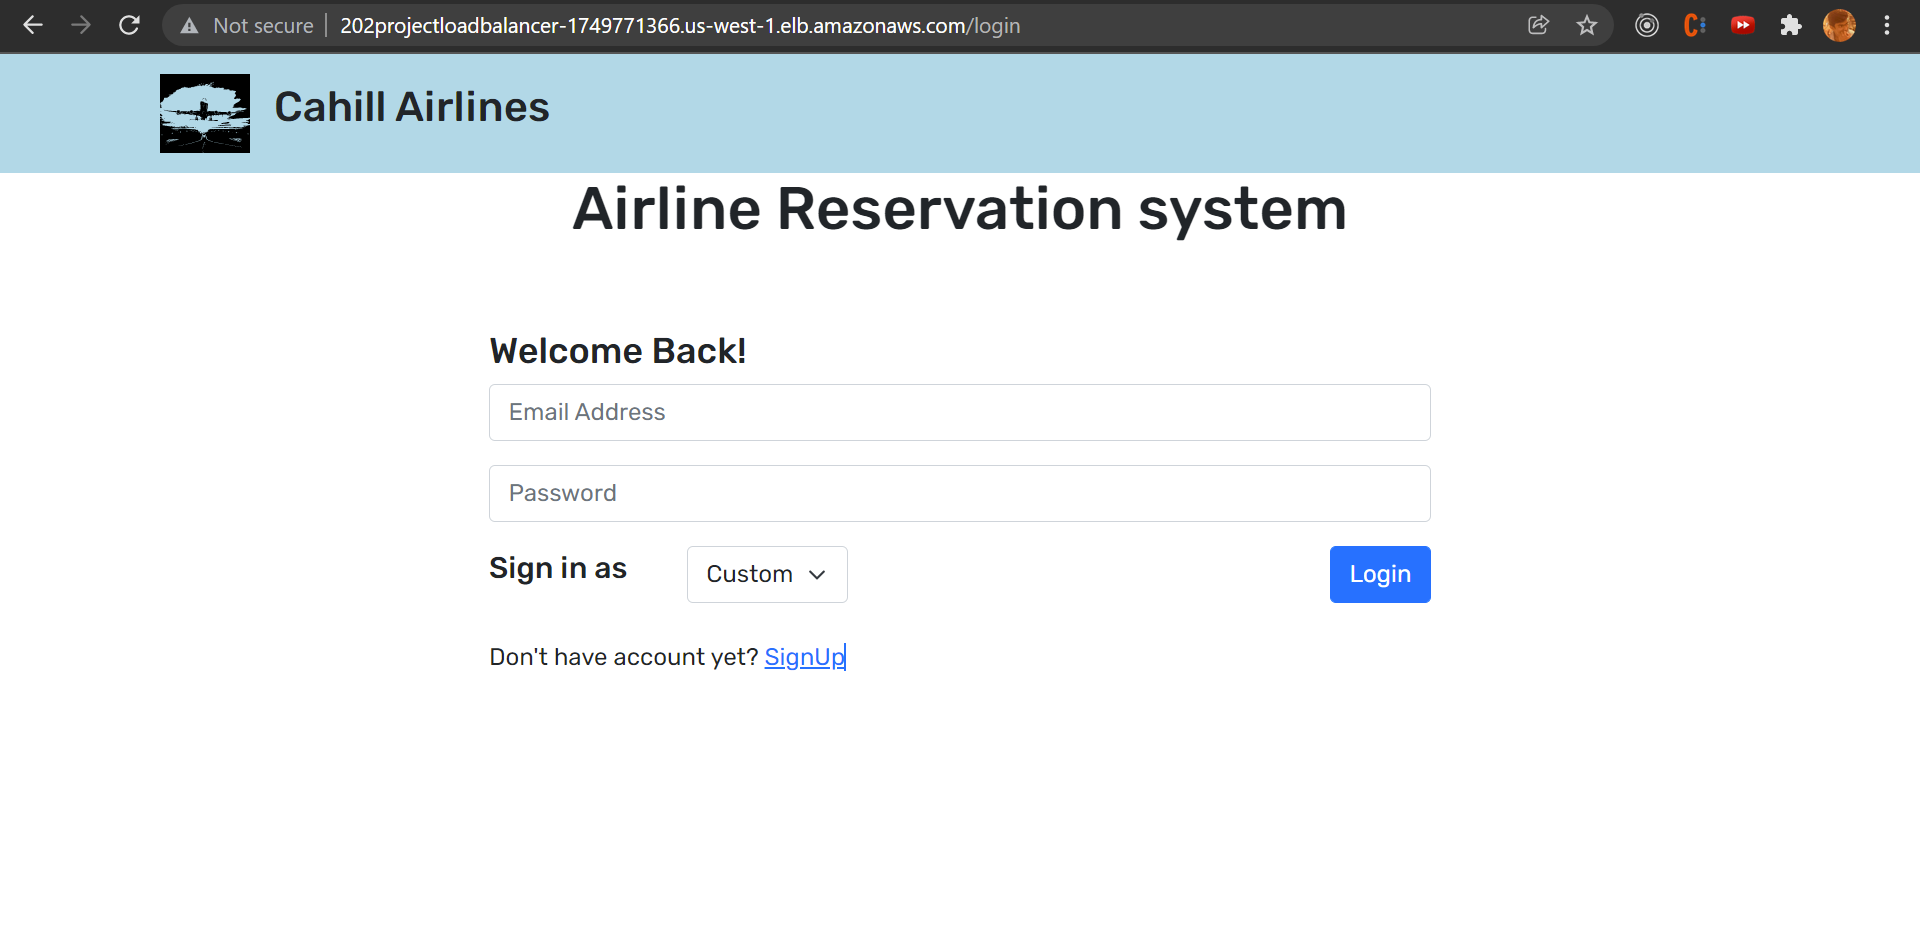 Not secure 202projectloadbalancer-1749771366.us-west-1.elb.amazonaws.com/login
Cahill Airlines
Airline Reservation system
Welcome Back!
Email Address
Password
Sign in as Custom Login
Don't have account yet? SignUp